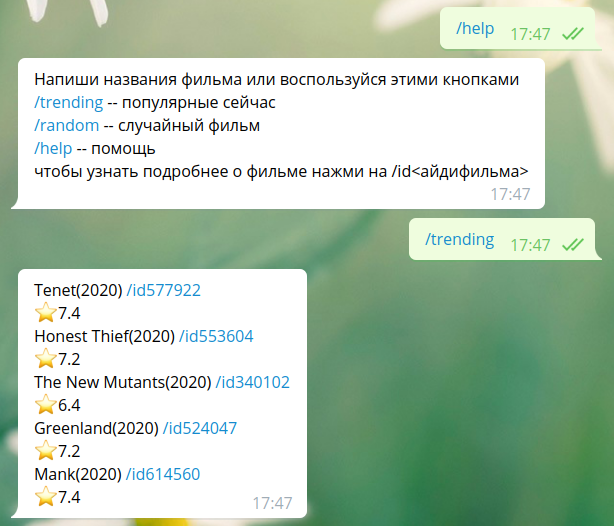 /help 17:47
Напиши названия фильма или воспользуйся этими кнопками
/trending -- популярные сейчас
/random -- случайный фильм
/help -- помощь
чтобы узнать подробнее о фильме нажми на /id<айдифильма>
17:47
/trending 17:47
Tenet(2020) /id577922
⭐7.4
Honest Thief(2020) /id553604
⭐7.2
The New Mutants(2020) /id340102
⭐6.4
Greenland(2020) /id524047
⭐7.2
Mank(2020) /id614560
⭐7.4 17:47